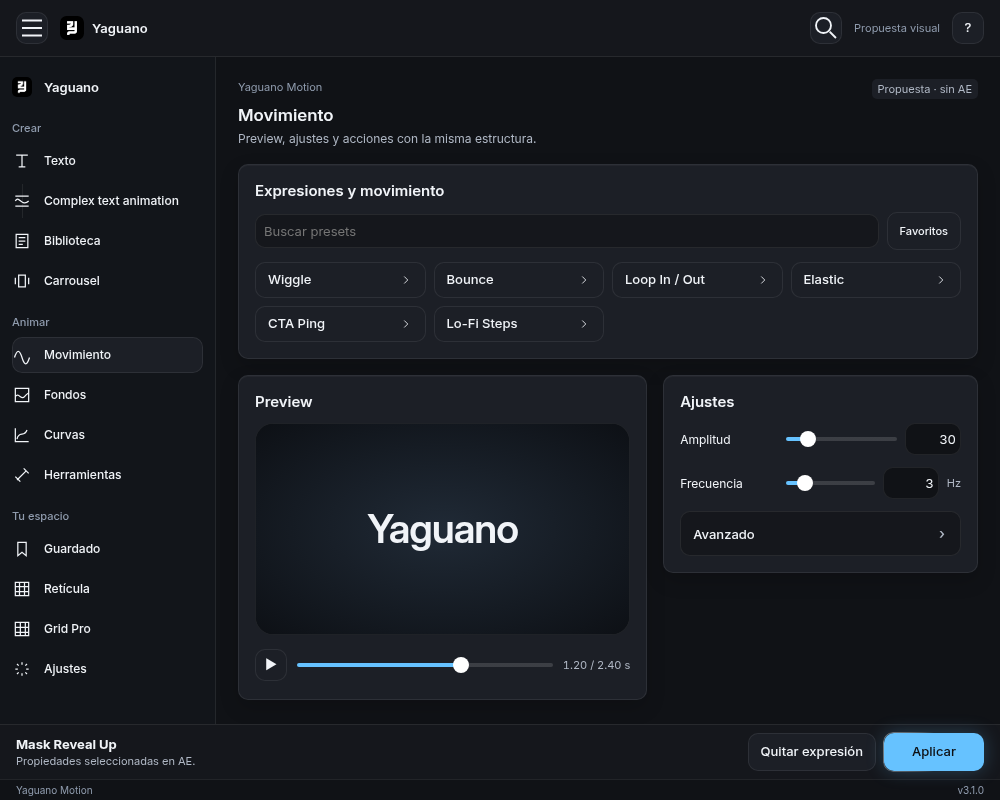 Yaguano
Propuesta visual
?
Yaguano
Crear
Texto
Complex text animation
Biblioteca
Carrousel
Animar
Movimiento
Fondos
Curvas
Herramientas
Tu espacio
Guardado
Retícula
Grid Pro
Ajustes
Yaguano Motion
Propuesta · sin AE
Movimiento
Preview, ajustes y acciones con la misma estructura.
Expresiones y movimiento
Buscar presets
Favoritos
Wiggle
Bounce
Loop In / Out
Elastic
CTA Ping
Lo-Fi Steps
Preview
Yaguano
1.20 / 2.40 s
Ajustes
Amplitud 30
Frecuencia 3 Hz
Avanzado
Mask Reveal Up
Propiedades seleccionadas en AE.
Quitar expresión
Aplicar
Yaguano Motion
v3.1.0